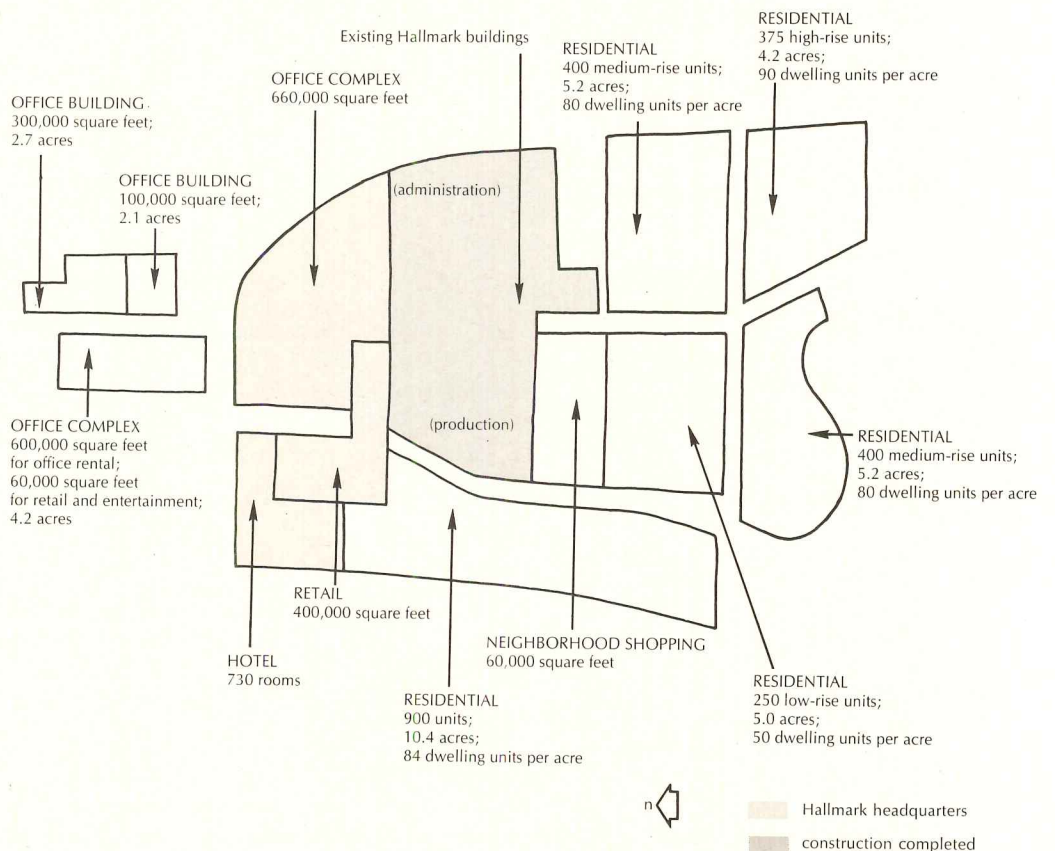 Existing Hallmark buildings
RESIDENTIAL
375 high-rise units;
4.2 acres;
90 dwelling units per acre
RESIDENTIAL
400 medium-rise units;
5.2 acres;
80 dwelling units per acre
OFFICE COMPLEX
660,000 square feet
OFFICE BUILDING
300,000 square feet;
2.7 acres
OFFICE BUILDING
100,000 square feet;
2.1 acres
(administration)
(production)
OFFICE COMPLEX
600,000 square feet
for office rental;
60,000 square feet
for retail and entertainment;
4.2 acres
RESIDENTIAL
400 medium-rise units;
5.2 acres;
80 dwelling units per acre
RETAIL
400,000 square feet
HOTEL
730 rooms
NEIGHBORHOOD SHOPPING
60,000 square feet
RESIDENTIAL
900 units;
10.4 acres;
84 dwelling units per acre
RESIDENTIAL
250 low-rise units;
5.0 acres;
50 dwelling units per acre
n
Hallmark headquarters
construction completed